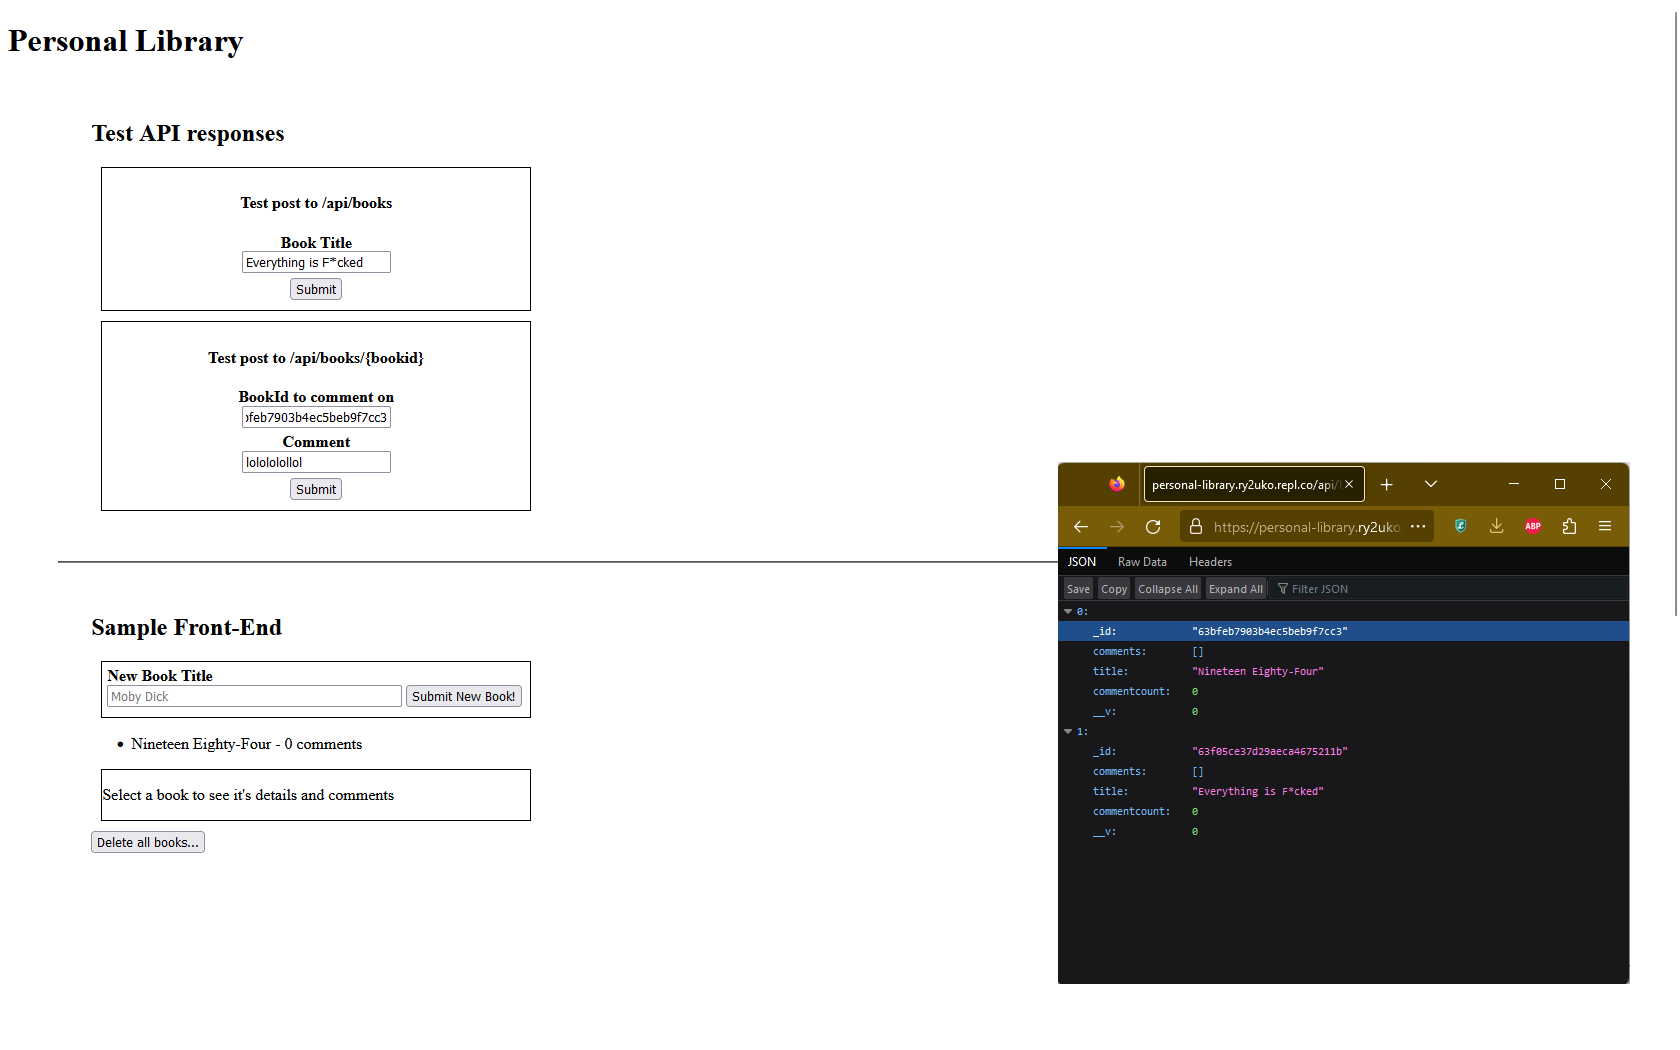 Personal Library
Test API responses
Test post to /api/books
Book Title
Everything is F*cked
Submit
Test post to /api/books/{bookid}
BookId to comment on
feb7903b4ec5beb9f7cc3
Comment
lolololollol
Submit
Sample Front-End
New Book Title
Moby Dick Submit New Book!
Nineteen Eighty-Four - 0 comments
Select a book to see it's details and comments
Delete all books...
personal-library.ry2uko.repl.co/api/
https://personal-library.ry2uko
ABP
JSON Raw Data Headers
Save Copy Collapse All Expand All Filter JSON
0:
_id: "63bfeb7903b4ec5beb9f7cc3"
comments: []
title: "Nineteen Eighty-Four"
commentcount: 0
__v: 0
1:
_id: "63f05ce37d29aeca4675211b"
comments: []
title: "Everything is F*cked"
commentcount: 0
__v: 0